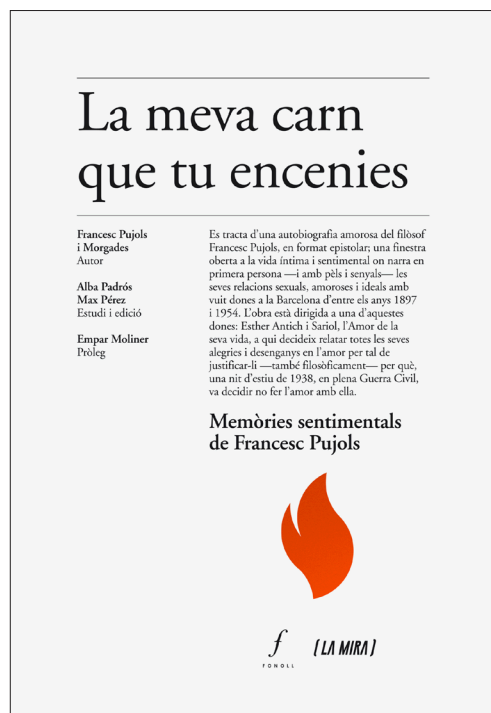 La meva carn
que tu encenies
Francesc Pujols
i Morgades
Autor
Alba Padrós
Max Pérez
Estudi i edició
Empar Moliner
Pròleg
Es tracta d'una autobiografia amorosa del filòsof
Francesc Pujols, en format epistolar; una finestra
oberta a la vida íntima i sentimental on narra en
primera persona —i amb pèls i senyals— les
seves relacions sexuals, amoroses i ideals amb
vuit dones a la Barcelona d'entre els anys 1897
i 1954. L'obra està dirigida a una d'aquestes
dones: Esther Antich i Sariol, l'Amor de la
seva vida, a qui decideix relatar totes les seves
alegries i desenganys en l'amor per tal de
justificar-li —també filosòficament— per què,
una nit d'estiu de 1938, en plena Guerra Civil,
va decidir no fer l'amor amb ella.
Memòries sentimentals
de Francesc Pujols
f
FONOLL
[LA MIRA]